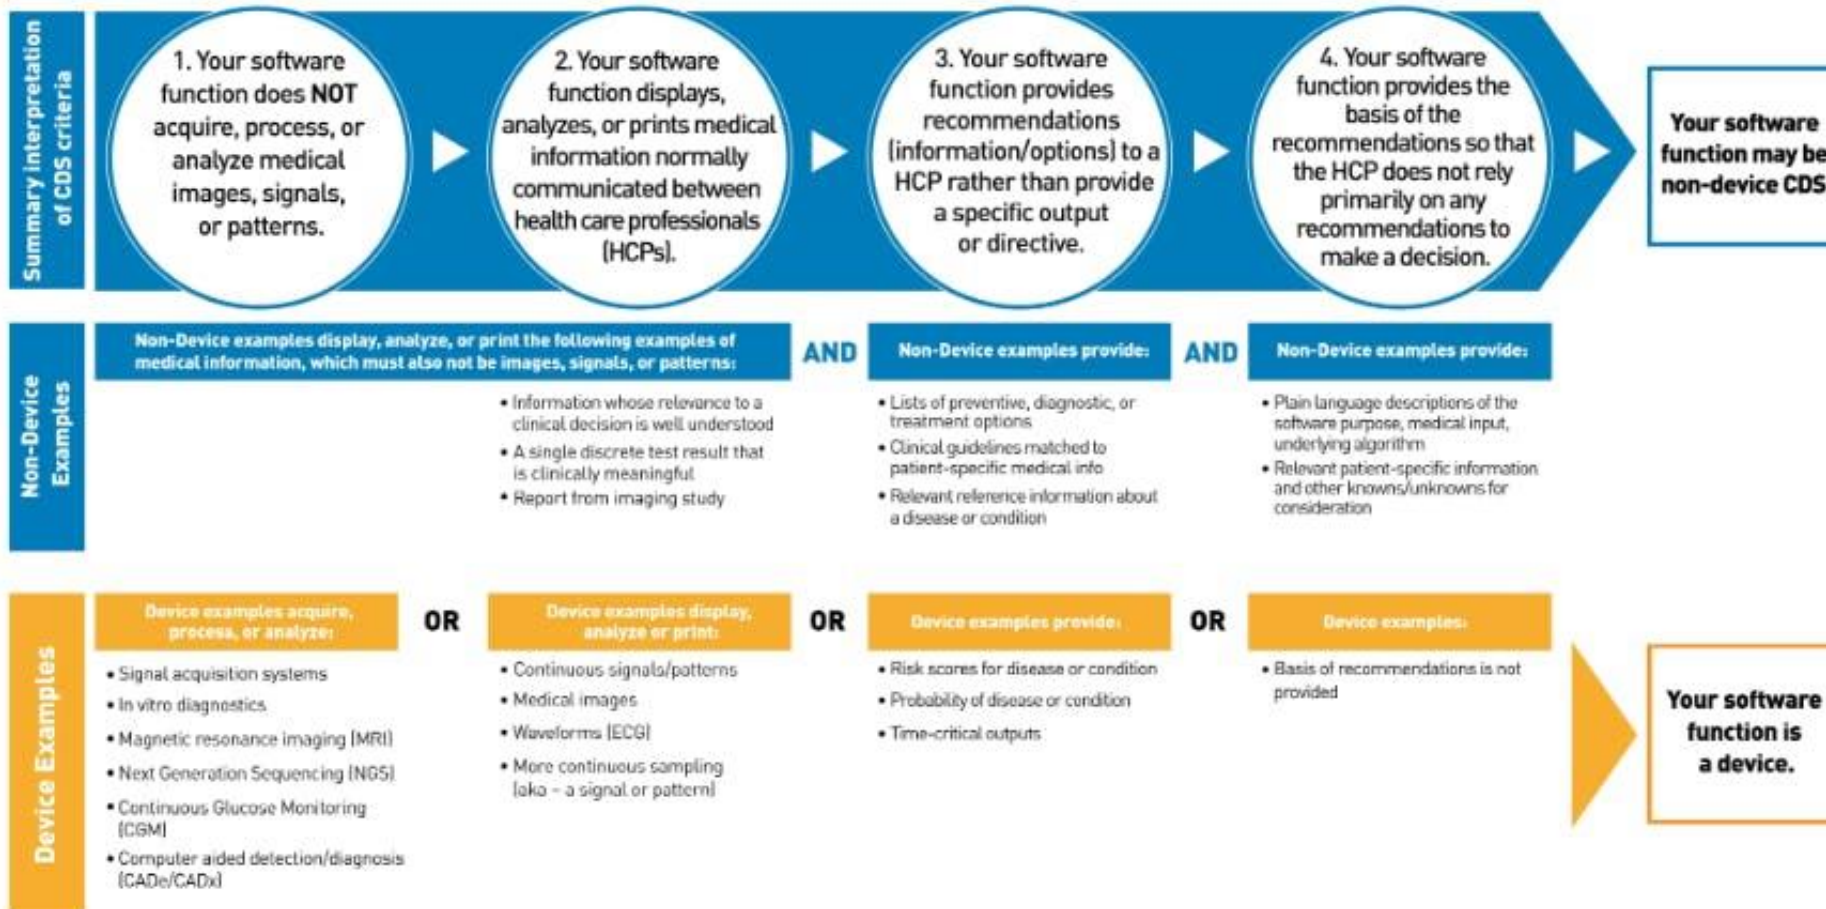 Summary interpretation
of CDS criteria
1. Your software
function does NOT
acquire, process, or
analyze medical
images, signals,
or patterns.
2. Your software
function displays,
analyzes, or prints medical
information normally
communicated between
health care professionals
(HCPs).
3. Your software
function provides
recommendations
(information/options) to a
HCP rather than provide
a specific output
or directive.
4. Your software
function provides the
basis of the
recommendations so that
the HCP does not rely
primarily on any
recommendations to
make a decision.
Your software
function may be
non-device CDS
Non-Device
Examples
Non-Device examples display, analyze, or print the following examples of
medical information, which must also not be images, signals, or patterns:
• Information whose relevance to a
clinical decision is well understood
• A single discrete test result that
is clinically meaningful
• Report from imaging study
AND
Non-Device examples provide:
• Lists of preventive, diagnostic, or
treatment options
• Clinical guidelines matched to
patient-specific medical info
• Relevant reference information about
a disease or condition
AND
Non-Device examples provide:
• Plain language descriptions of the
software purpose, medical input,
underlying algorithm
• Relevant patient-specific information
and other knowns/unknowns for
consideration
Device Examples
Device examples acquire,
process, or analyze:
• Signal acquisition systems
• In vitro diagnostics
• Magnetic resonance imaging (MRI)
• Next Generation Sequencing (NGS)
• Continuous Glucose Monitoring
(CGM)
• Computer aided detection/diagnosis
(CADe/CADx)
OR
Device examples display,
analyze or print:
• Continuous signals/patterns
• Medical images
• Waveforms (ECG)
• More continuous sampling
(aka – a signal or pattern)
OR
Device examples provide:
• Risk scores for disease or condition
• Probability of disease or condition
• Time-critical outputs
OR
Device examples:
• Basis of recommendations is not
provided
Your software
function is
a device.